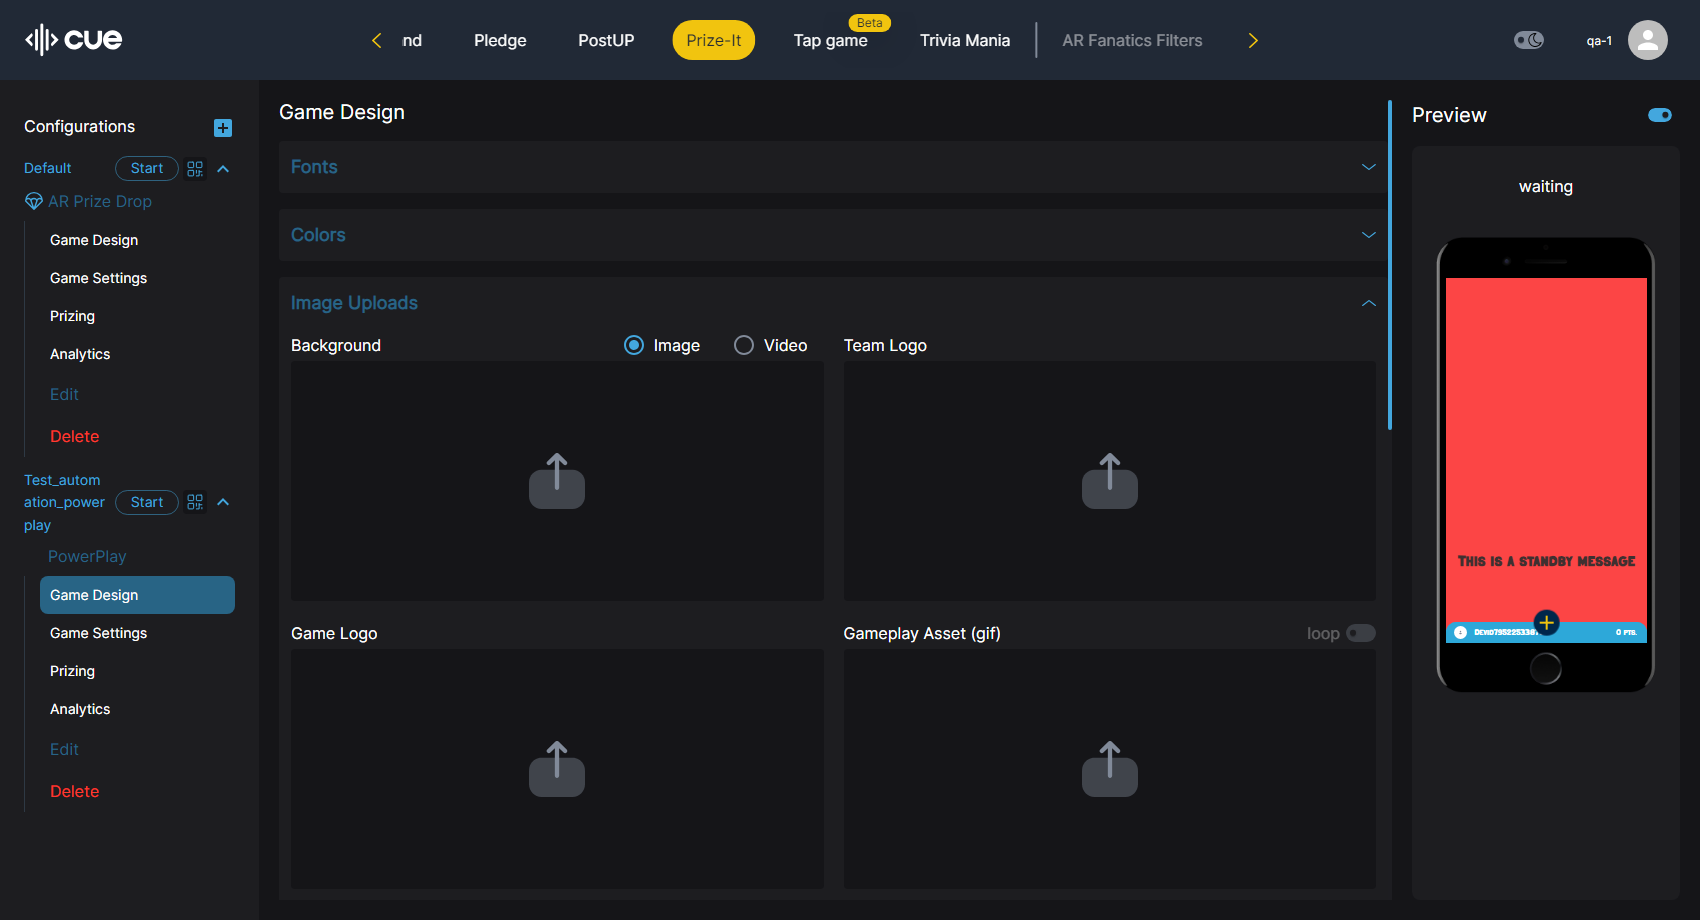 cue
nd
Pledge
PostUP
Prize-It
Beta
Tap game
Trivia Mania
AR Fanatics Filters
qa-1
Configurations
Default
Start
AR Prize Drop
Game Design
Game Settings
Prizing
Analytics
Edit
Delete
Test_autom
ation_power
play
Start
PowerPlay
Game Design
Game Settings
Prizing
Analytics
Edit
Delete
Game Design
Fonts
Colors
Image Uploads
Background
Image
Video
Team Logo
Game Logo
Gameplay Asset (gif)
loop
Preview
waiting
This is a standby message
0 pts.